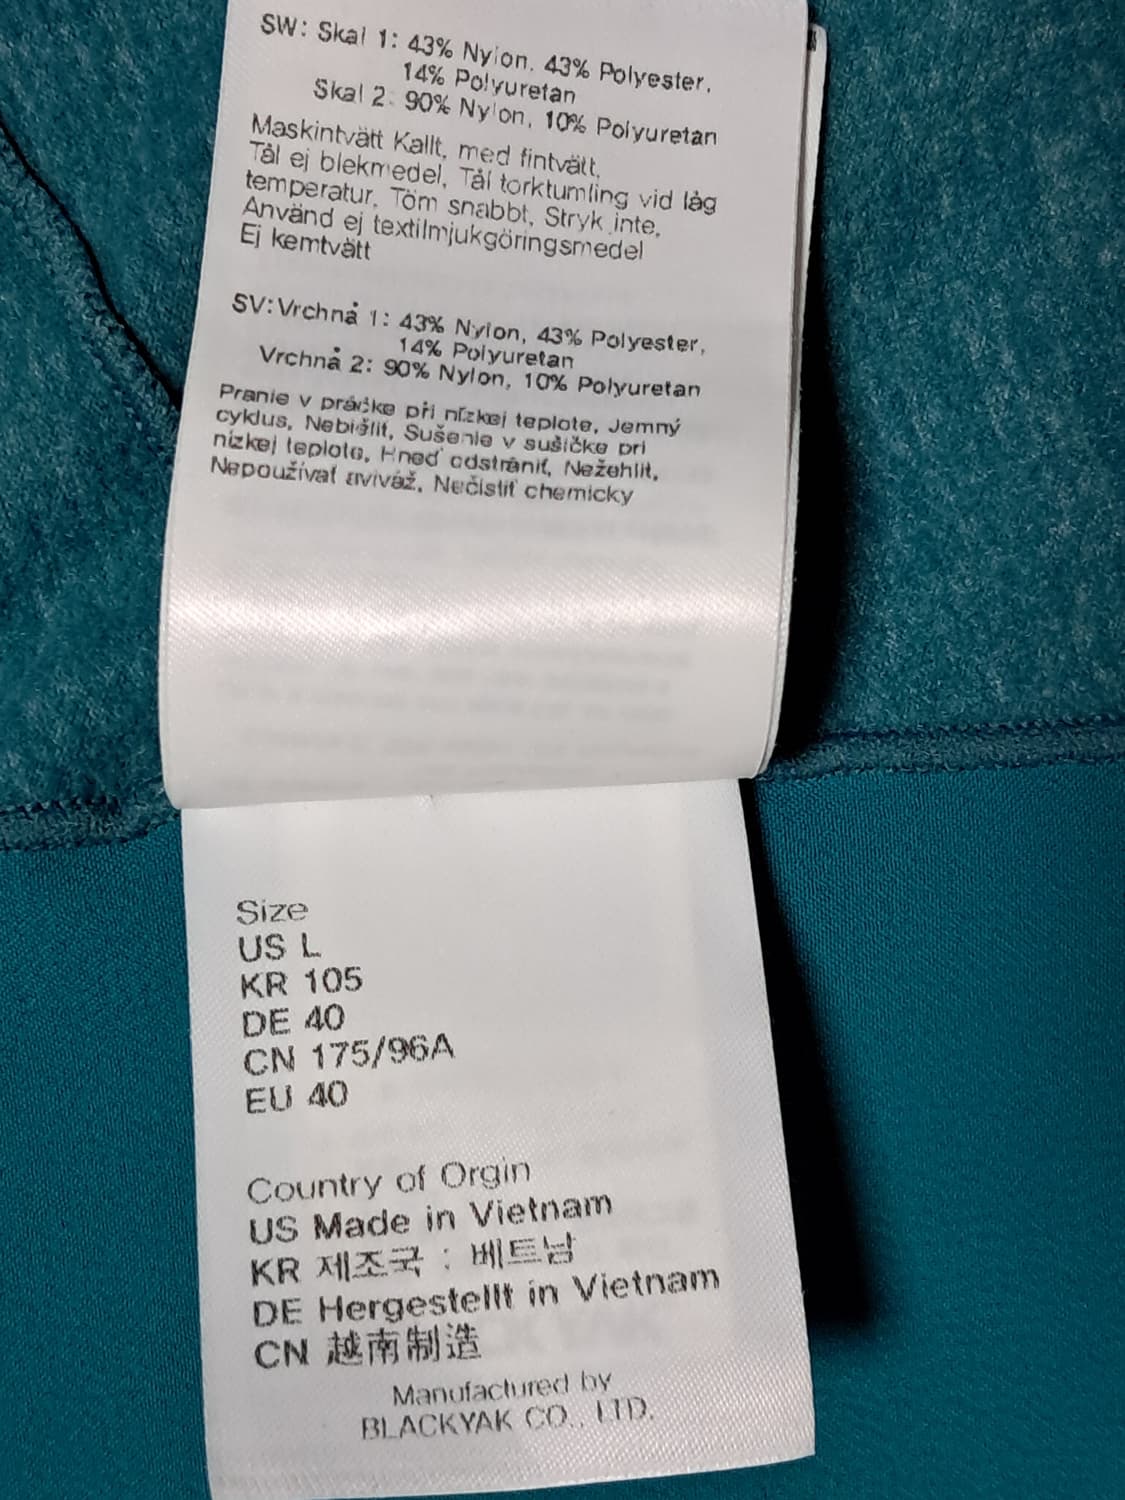 SW: Skal 1: 43% Nylon, 43% Polyester,
14% Polyuretan
Skal 2: 90% Nylon, 10% Polyuretan
Maskintvätt Kallt, med fintvätt,
Tål ej blekmedel, Tål torktumling vid låg
temperatur, Töm snabbt, Stryk inte,
Använd ej textilmjukgöringsmedel
Ej kemtvätt
SV: Vrchnå 1: 43% Nylon, 43% Polyester,
14% Polyuretan
Vrchnå 2: 90% Nylon, 10% Polyuretan
Pranie v práčke při nízkej teplote, Jemný
cyklus, Nebiělit, Sušenie v sušičke pri
nízkej teplote, Hneď odstrániť, Nežehlit,
Nepoužívať aviváž, Nečistiť chemicky
Size
US L
KR 105
DE 40
CN 175/96A
EU 40
Country of Orgin
US Made in Vietnam
KR 제조국 : 베트남
DE Hergestellt in Vietnam
CN 越南制造
Manufactured by
BLACKYAK CO., LTD.